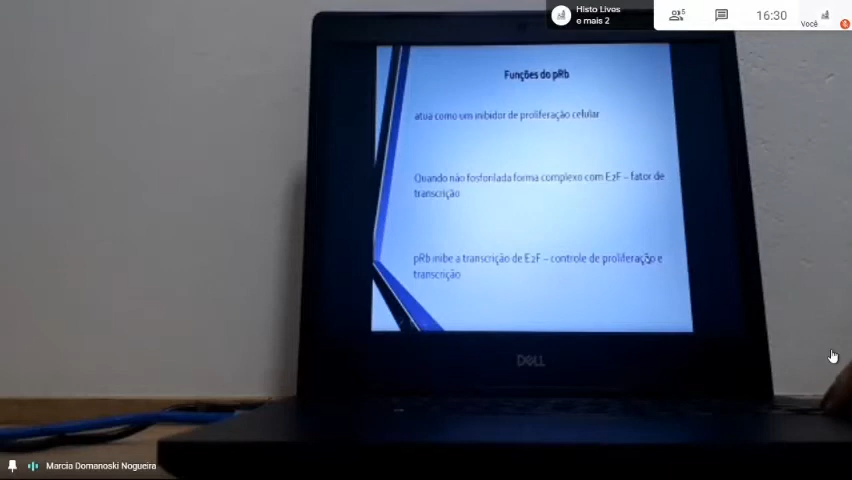 Histo Lives
e mais 2
5
16:30
Você
Funções do pRb
atua como um inibidor de proliferação celular
Quando não fosforilada forma complexo com E2F – fator de
transcrição
pRb inibe a transcrição de E2F – controle de proliferação e
transcrição
DELL
Marcia Domanoski Nogueira